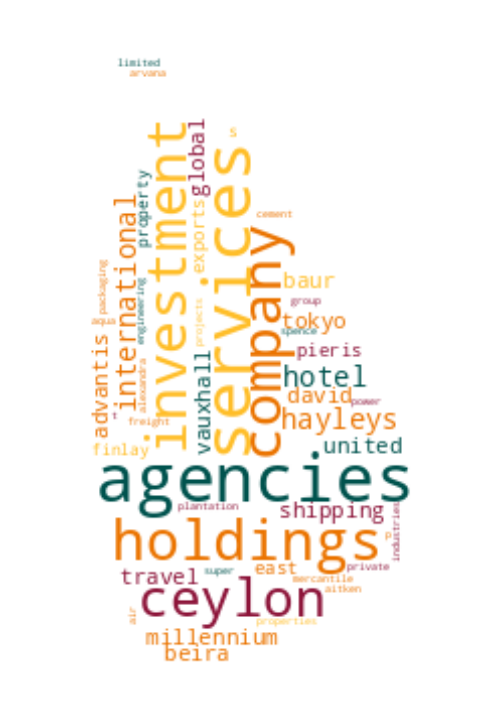 limited
arvana
investment
global
s
services
property
international
exports
cement
company
baur
packaging
engineering
group
aqua
projects
tokyo
spence
advantis
vauxhall
pieris
alexandra
hotel
david
power
t
freight
hayleys
finlay
united
agencies
plantation
shipping
industries
holdings
p
travel
super
east
private
mercantile
ceylon
aitken
air
properties
millennium
beira